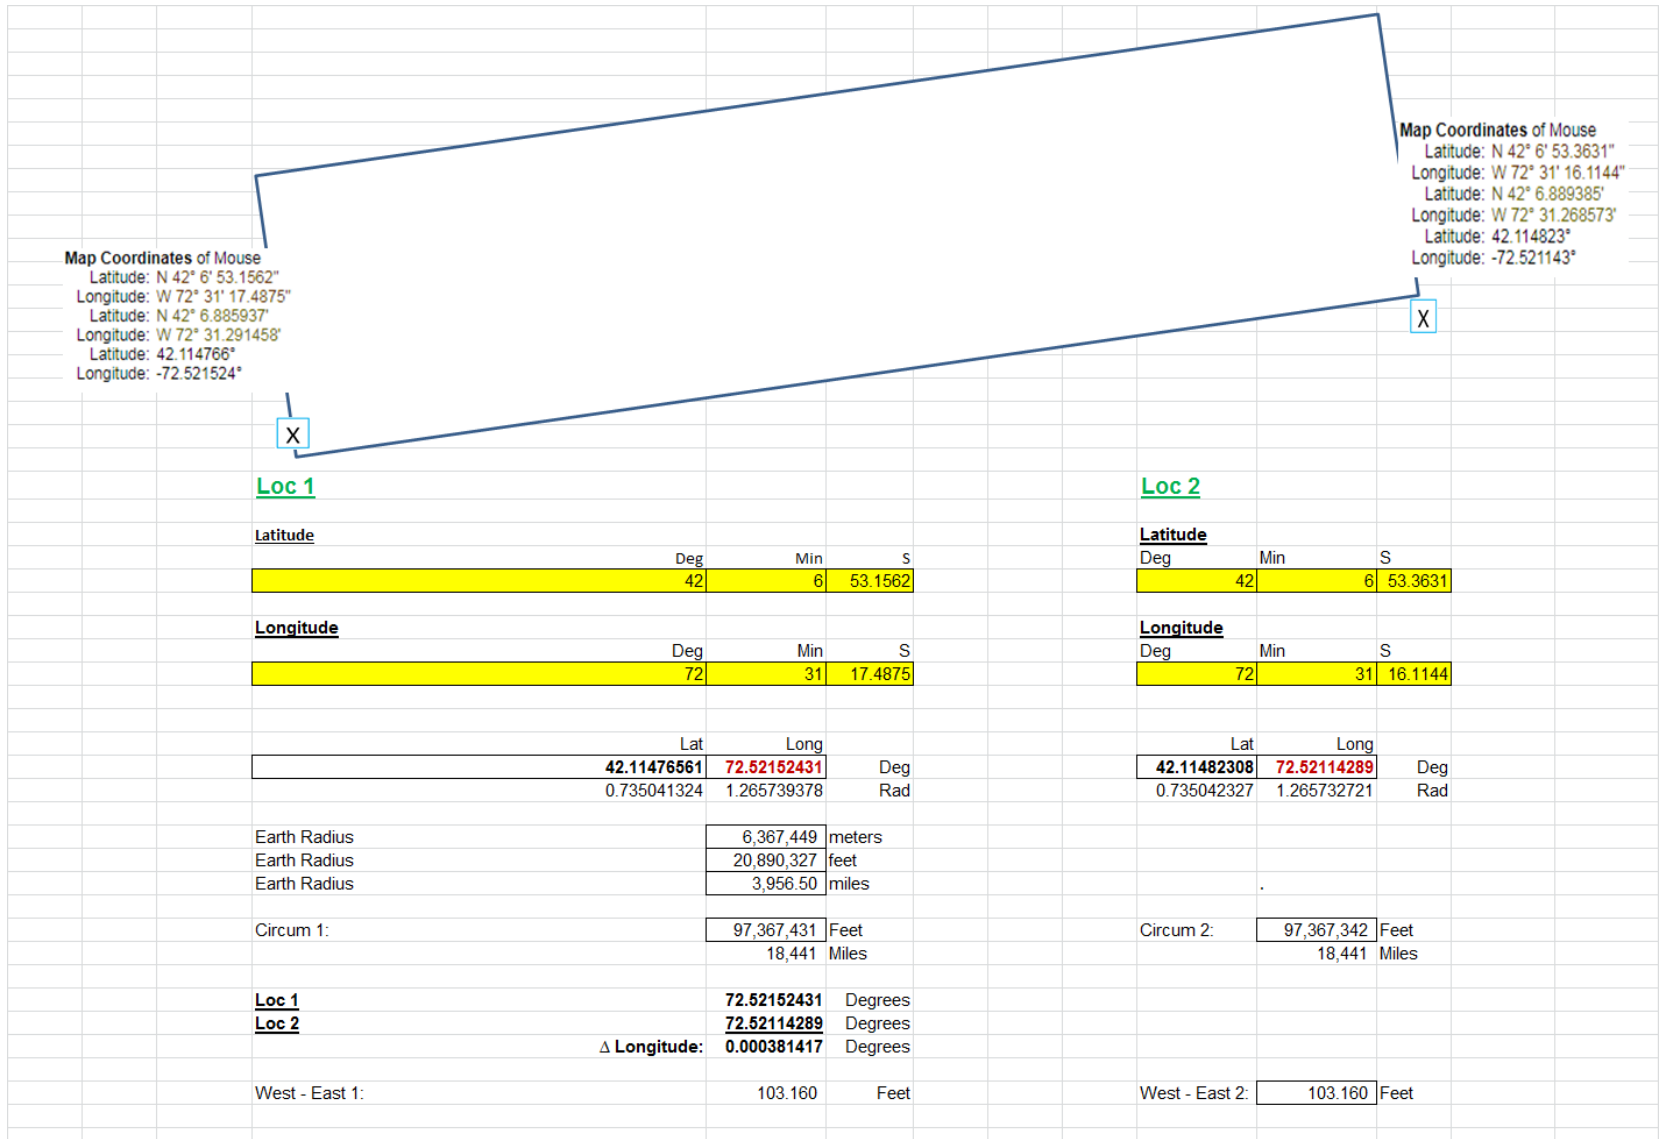 Map Coordinates of Mouse
Latitude: N 42° 6' 53.3631"
Longitude: W 72° 31' 16.1144"
Latitude: N 42° 6.889385'
Longitude: W 72° 31.268573'
Latitude: 42.114823°
Longitude: -72.521143°
Map Coordinates of Mouse
Latitude: N 42° 6' 53.1562"
Longitude: W 72° 31' 17.4875"
Latitude: N 42° 6.885937'
Longitude: W 72° 31.291458'
Latitude: 42.114766°
Longitude: -72.521524°
X
X
Loc 1 Loc 2
Latitude Latitude
Deg Min S Deg Min S
42 6 53.1562 42 6 53.3631
Longitude Longitude
Deg Min S Deg Min S
72 31 17.4875 72 31 16.1144
Lat Long Lat Long
42.11476561 72.52152431 Deg 42.11482308 72.52114289 Deg
0.735041324 1.265739378 Rad 0.735042327 1.265732721 Rad
Earth Radius 6,367,449 meters
Earth Radius 20,890,327 feet
Earth Radius 3,956.50 miles .
Circum 1: 97,367,431 Feet Circum 2: 97,367,342 Feet
18,441 Miles 18,441 Miles
Loc 1 72.52152431 Degrees
Loc 2 72.52114289 Degrees
Δ Longitude: 0.000381417 Degrees
West - East 1: 103.160 Feet West - East 2: 103.160 Feet